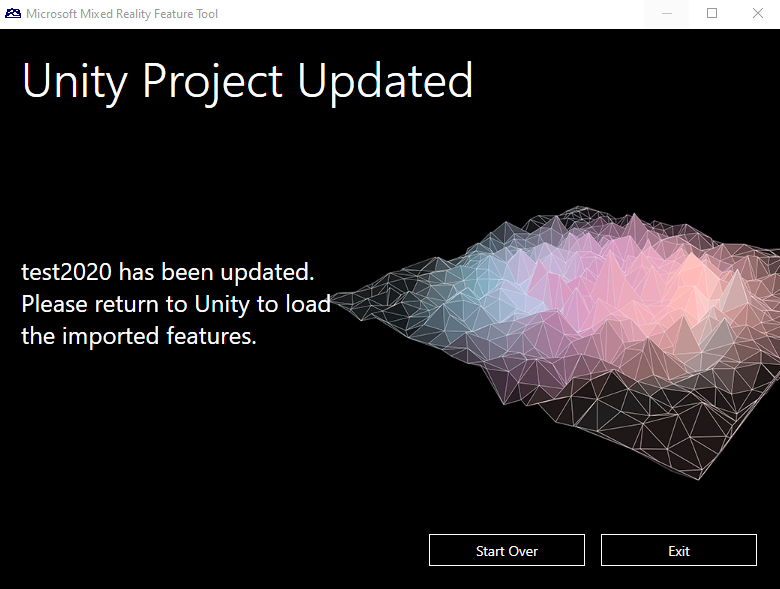 Microsoft Mixed Reality Feature Tool
Unity Project Updated
test2020 has been updated.
Please return to Unity to load
the imported features.
Start Over
Exit